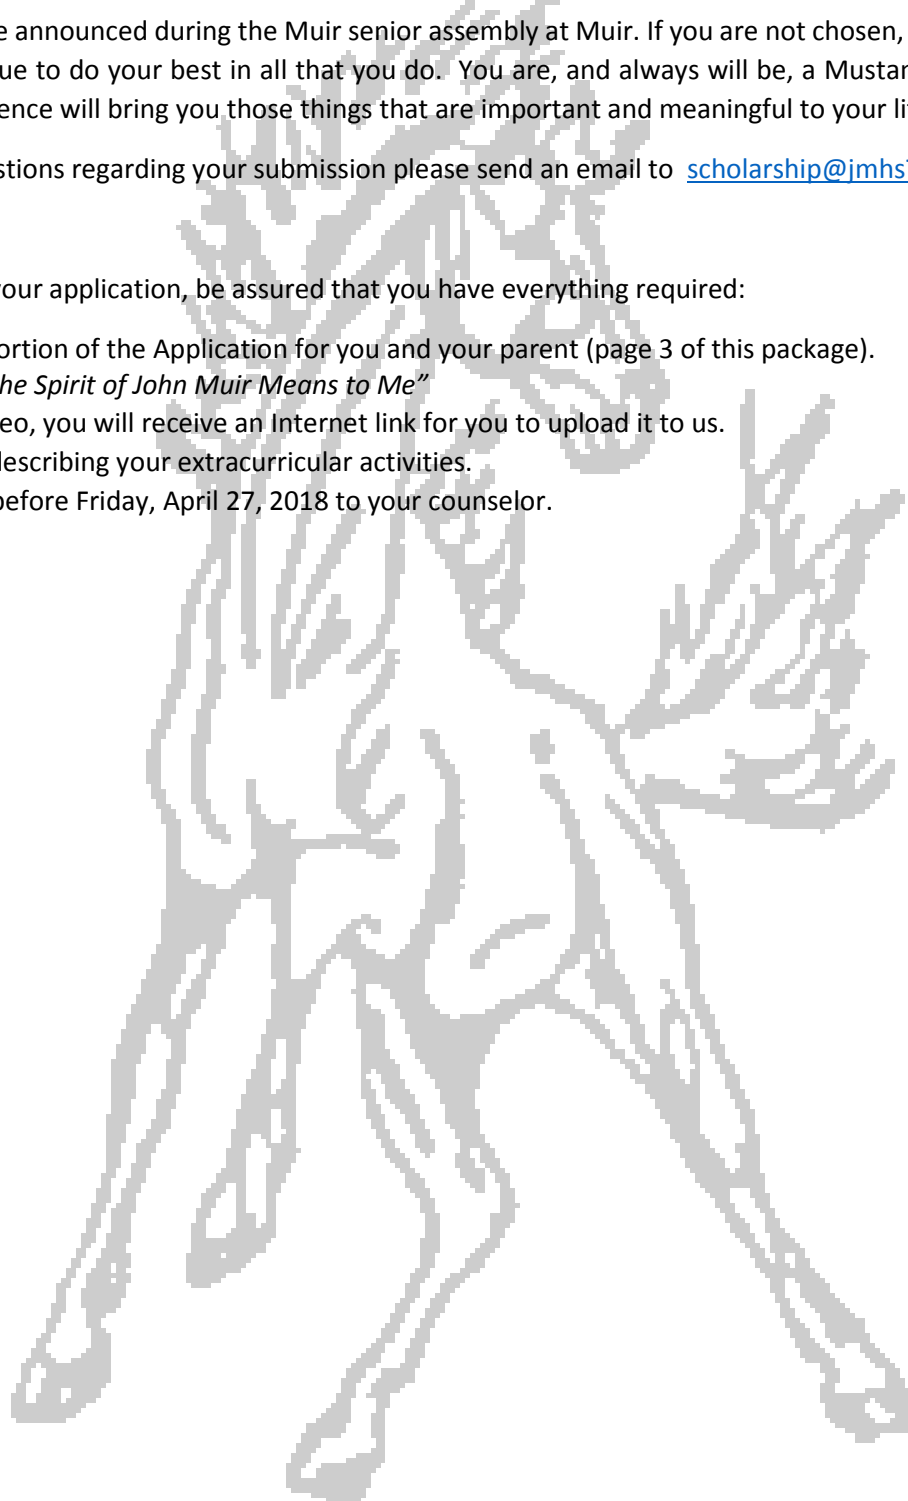 e announced during the Muir senior assembly at Muir. If you are not chosen,
ue to do your best in all that you do. You are, and always will be, a Mustan
ence will bring you those things that are important and meaningful to your li
stions regarding your submission please send an email to scholarship@jmhs
our application, be assured that you have everything required:
ortion of the Application for you and your parent (page 3 of this package).
he Spirit of John Muir Means to Me”
eo, you will receive an Internet link for you to upload it to us.
describing your extracurricular activities.
before Friday, April 27, 2018 to your counselor.